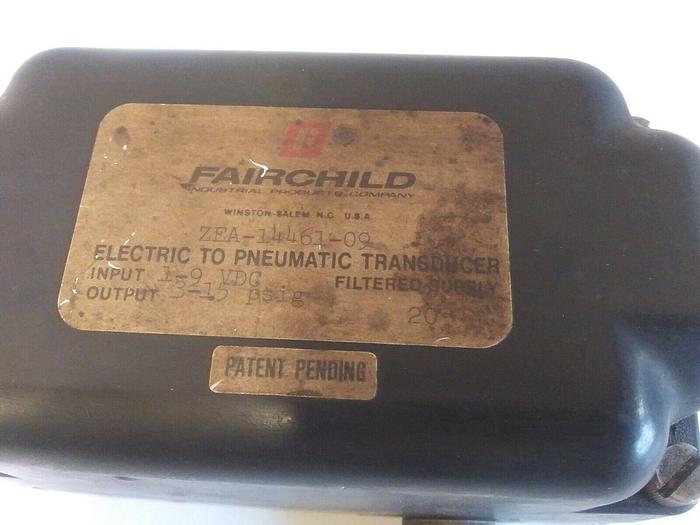 FAIRCHILD
INDUSTRIAL PRODUCTS COMPANY
WINSTON-SALEM N.C. U.S.A.
ZEA-14461-09
ELECTRIC TO PNEUMATIC TRANSDUCER
INPUT 1-9 VDC FILTERED SUPPLY
OUTPUT 3-15 psig 20
PATENT PENDING